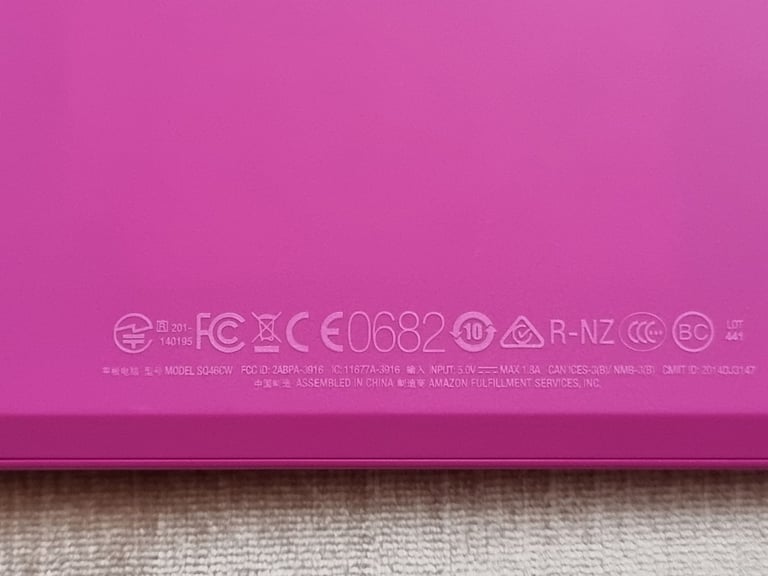 R 201-
140195 FC CE0682 10 R-NZ CCC BC LOT
441
平板电脑 型号 MODEL SQ46CW FCC ID: 2ABPA-3916 IC:11677A-3916 输入 INPUT: 5.0V MAX 1.8A CAN ICES-3(B)/ NMB-3(B) CMIIT ID: 2014DJ3147
中国制造 ASSEMBLED IN CHINA 制造商 AMAZON FULFILLMENT SERVICES, INC.